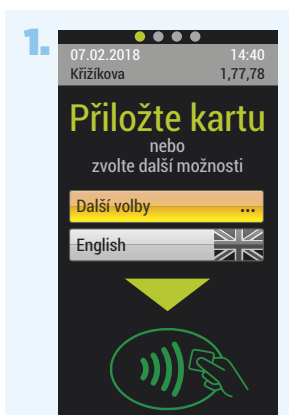 1.
07.02.2018 14:40
Křižíkova 1,77,78
Přiložte kartu
nebo
zvolte další možnosti
Další volby ...
English